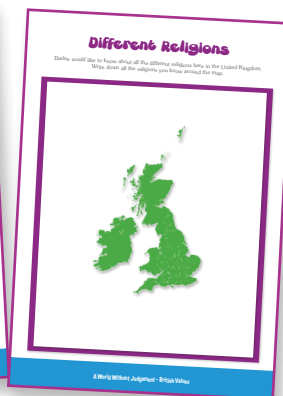 Different Religions
Darley would like to know about all the different religions here in the United Kingdom.
Write down all the religions you know around the map.
A World Without Judgement - British Values